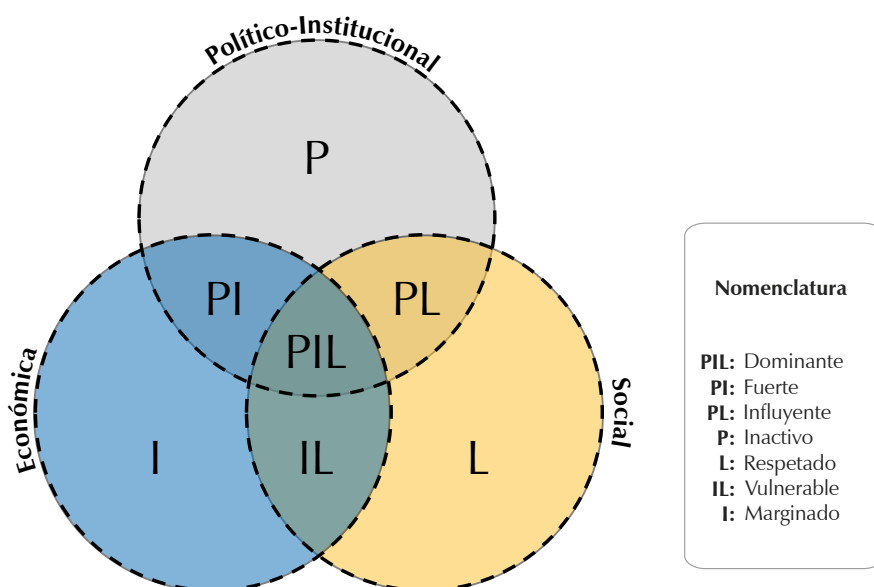 Político-Institucional
P
PI
PL
PIL
Económica
Social
I
IL
L
Nomenclatura
PIL: Dominante
PI: Fuerte
PL: Influyente
P: Inactivo
L: Respetado
IL: Vulnerable
I: Marginado